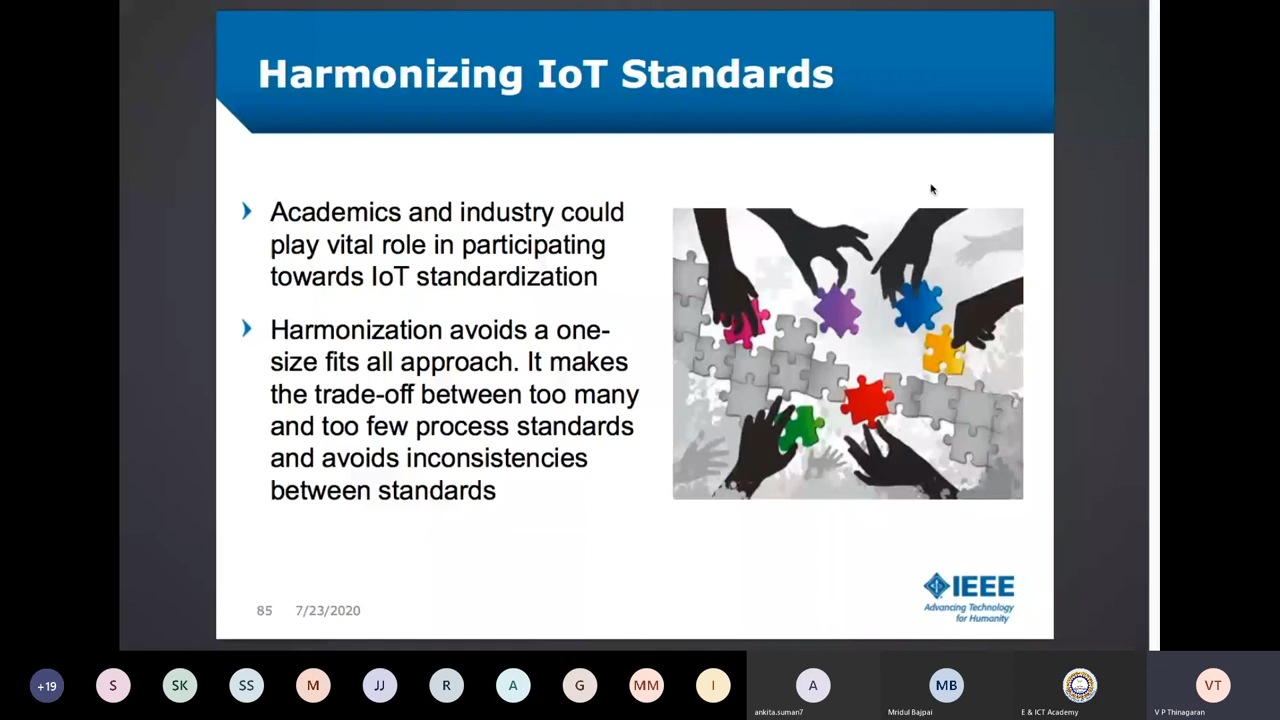 Harmonizing IoT Standards
Academics and industry could
play vital role in participating
towards IoT standardization
Harmonization avoids a one-
size fits all approach. It makes
the trade-off between too many
and too few process standards
and avoids inconsistencies
between standards
IEEE
Advancing Technology
for Humanity
85 7/23/2020
+19 S SK SS M JJ R A G MM I A MB VT
ankita.suman7 Mridul Bajpai E & ICT Academy V P Thinagaran